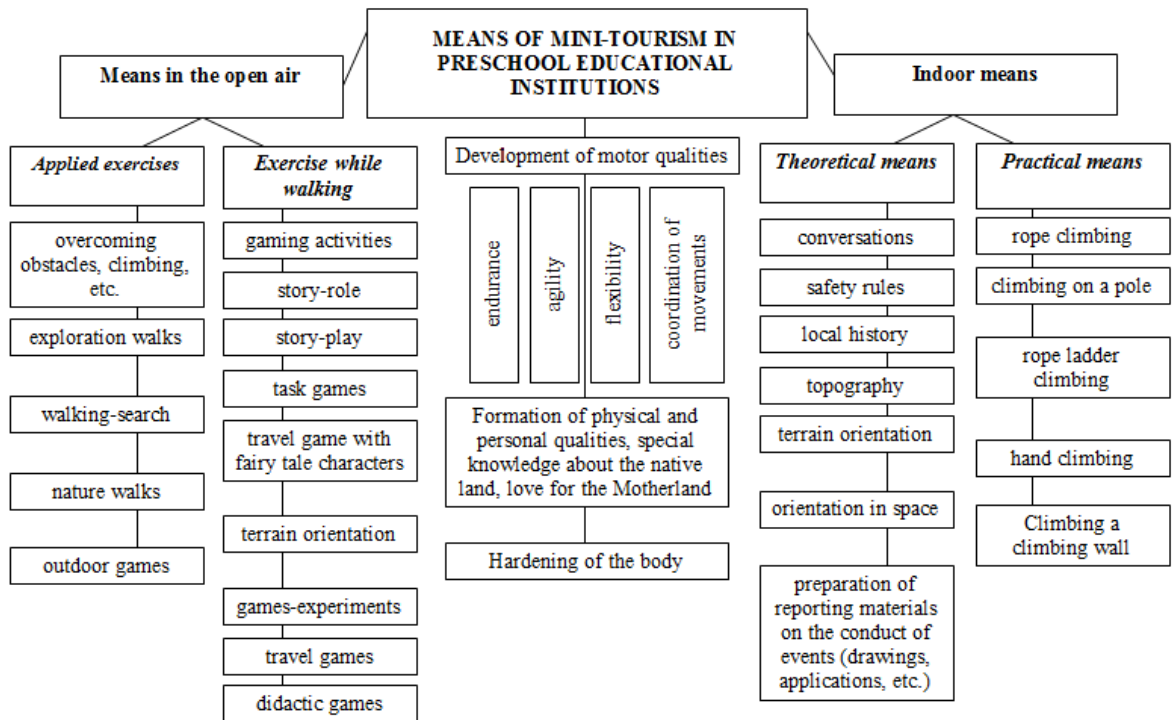 MEANS OF MINI-TOURISM IN
PRESCHOOL EDUCATIONAL
INSTITUTIONS
Means in the open air
Indoor means
Applied exercises
overcoming
obstacles, climbing,
etc.
exploration walks
walking-search
nature walks
outdoor games
Exercise while
walking
gaming activities
story-role
story-play
task games
travel game with
fairy tale characters
terrain orientation
games-experiments
travel games
didactic games
Development of motor qualities
endurance
agility
flexibility
coordination of
movements
Formation of physical and
personal qualities, special
knowledge about the native
land, love for the Motherland
Hardening of the body
Theoretical means
conversations
safety rules
local history
topography
terrain orientation
orientation in space
preparation of
reporting materials
on the conduct of
events (drawings,
applications, etc.)
Practical means
rope climbing
climbing on a pole
rope ladder
climbing
hand climbing
Climbing a
climbing wall